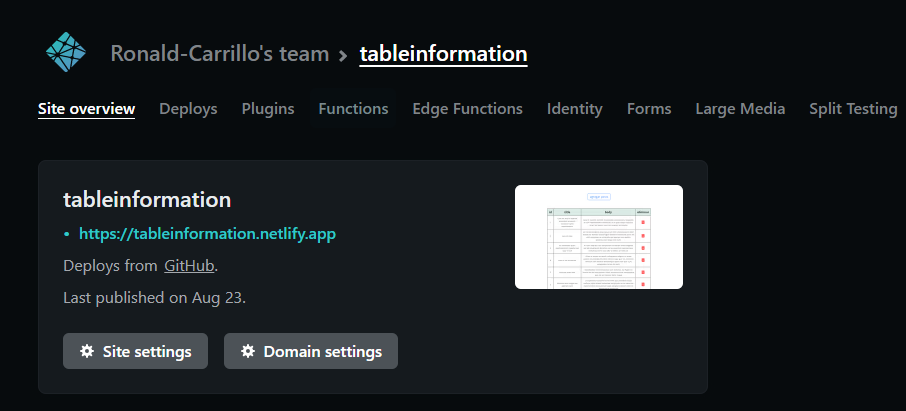 Ronald-Carrillo's team > tableinformation
Site overview Deploys Plugins Functions Edge Functions Identity Forms Large Media Split Testing
tableinformation
• https://tableinformation.netlify.app
Deploys from GitHub.
Last published on Aug 23.
Site settings Domain settings